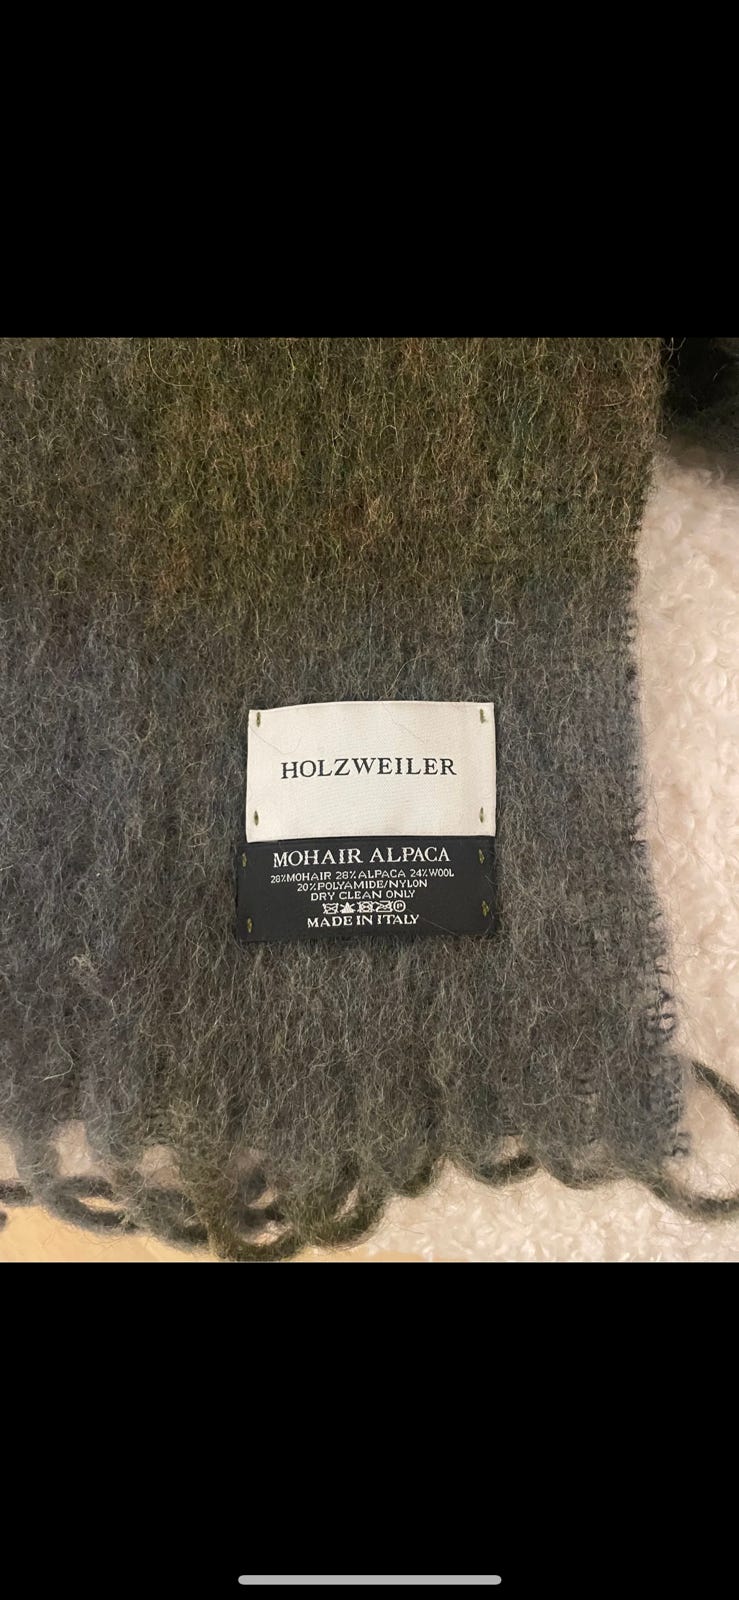 HOLZWEILER
MOHAIR ALPACA
28%MOHAIR 28%ALPACA 24%WOOL
20%POLYAMIDE/NYLON
DRY CLEAN ONLY
MADE IN ITALY